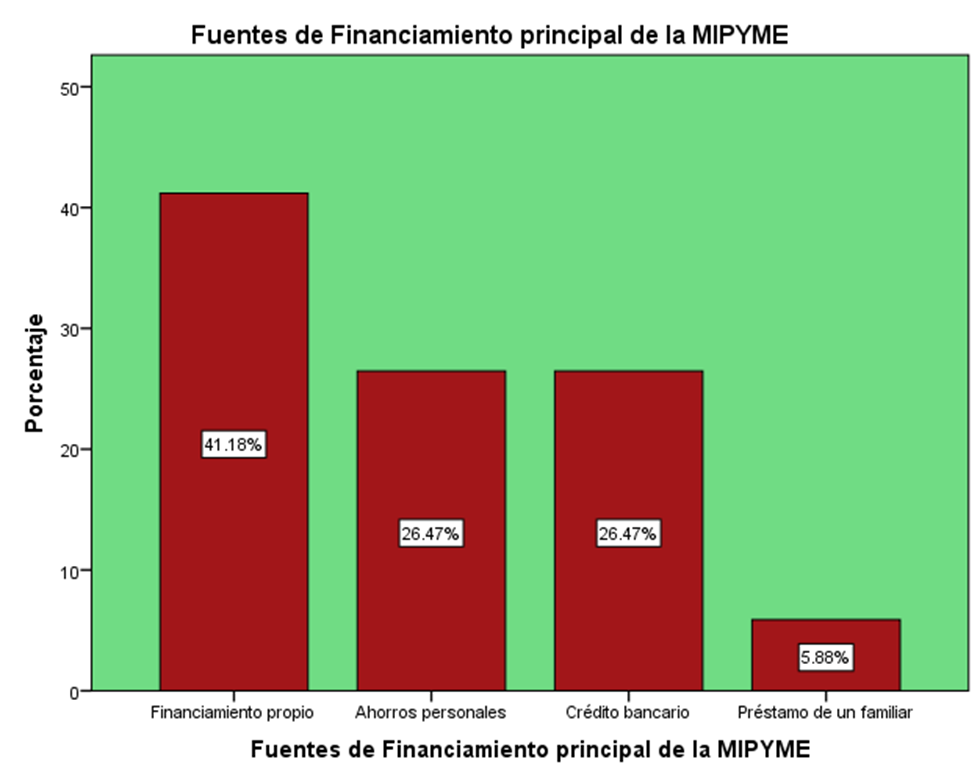 Fuentes de Financiamiento principal de la MIPYME
50
40
30
20
10
0
Porcentaje
41.18%
26.47%
26.47%
5.88%
Financiamiento propio
Ahorros personales
Crédito bancario
Préstamo de un familiar
Fuentes de Financiamiento principal de la MIPYME